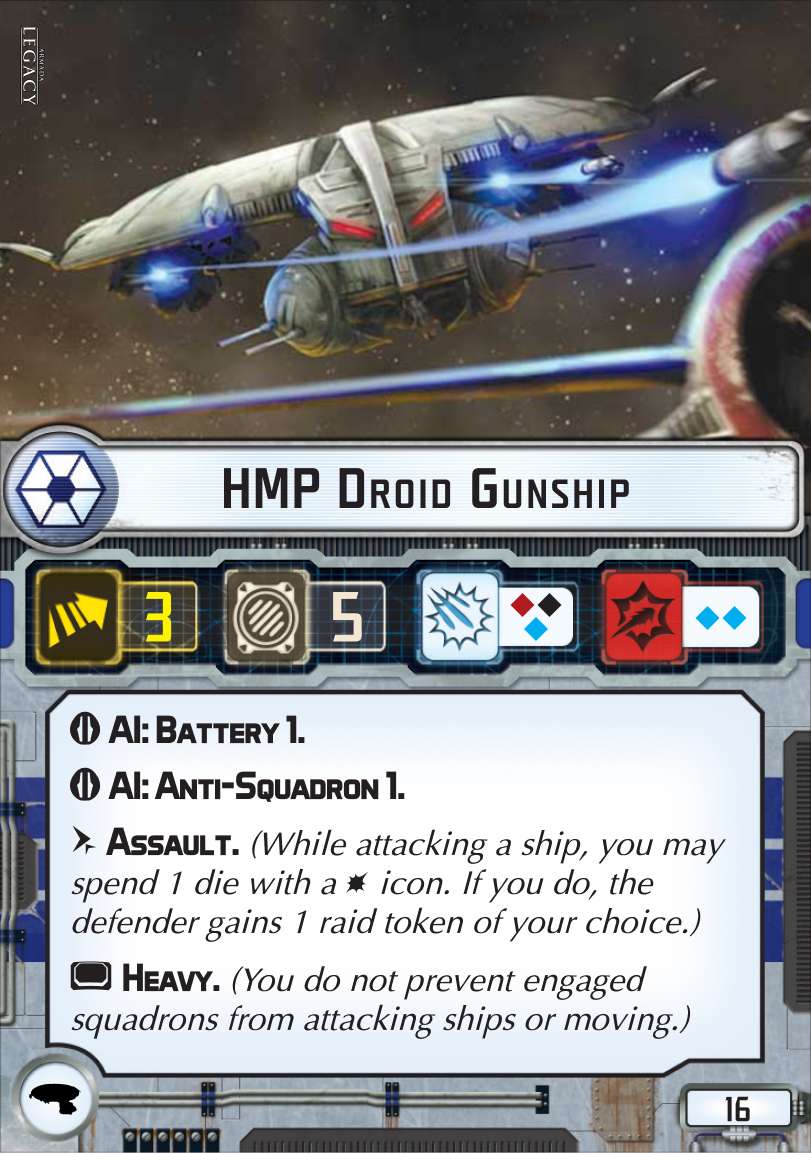 ARMADA
LEGACY
HMP DROID GUNSHIP
3
5
AI: BATTERY 1.
AI: ANTI-SQUADRON 1.
ASSAULT. (While attacking a ship, you may
spend 1 die with a icon. If you do, the
defender gains 1 raid token of your choice.)
HEAVY. (You do not prevent engaged
squadrons from attacking ships or moving.)
16